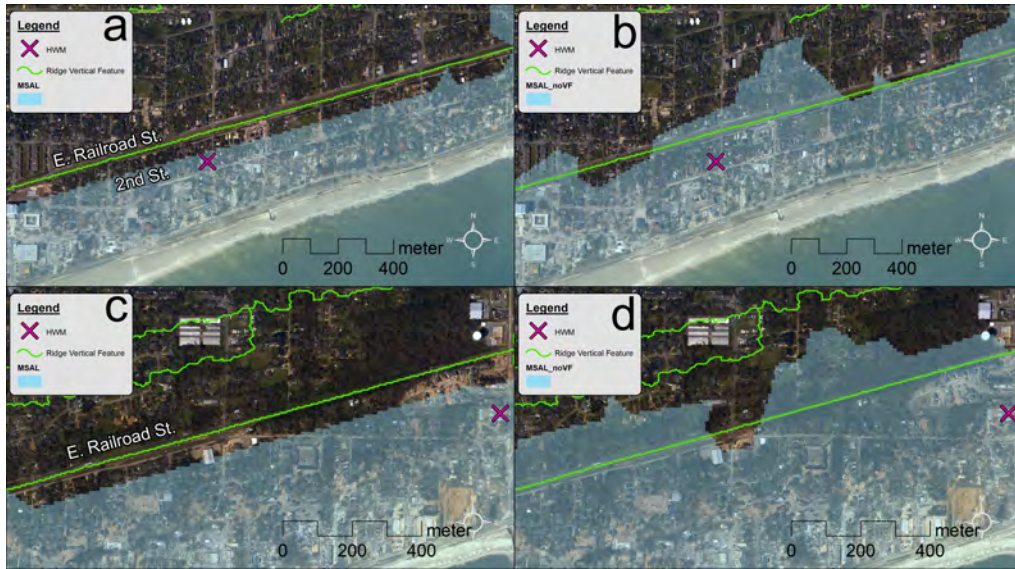 Legend
HWM
Ridge Vertical Feature
MSAL
a
E. Railroad St.
2nd St.
N
W
E
S
meter
0
200
400
Legend
HWM
Ridge Vertical Feature
MSAL_noVF
b
N
W
E
S
meter
0
200
400
Legend
HWM
Ridge Vertical Feature
MSAL
c
E. Railroad St.
meter
0
200
400
Legend
HWM
Ridge Vertical Feature
MSAL_noVF
d
meter
0
200
400